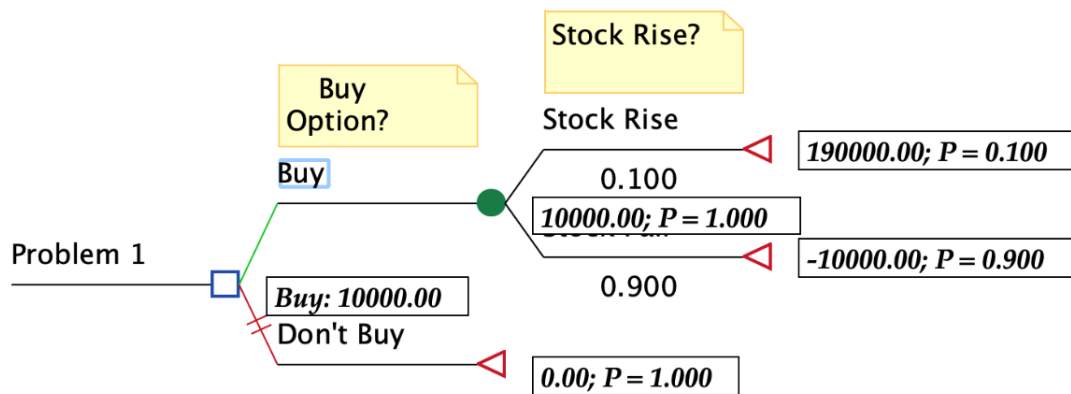 Stock Rise?
Buy
Option?
Stock Rise
190000.00; P = 0.100
Buy
0.100
10000.00; P = 1.000
Problem 1
-10000.00; P = 0.900
0.900
Buy: 10000.00
Don't Buy
0.00; P = 1.000